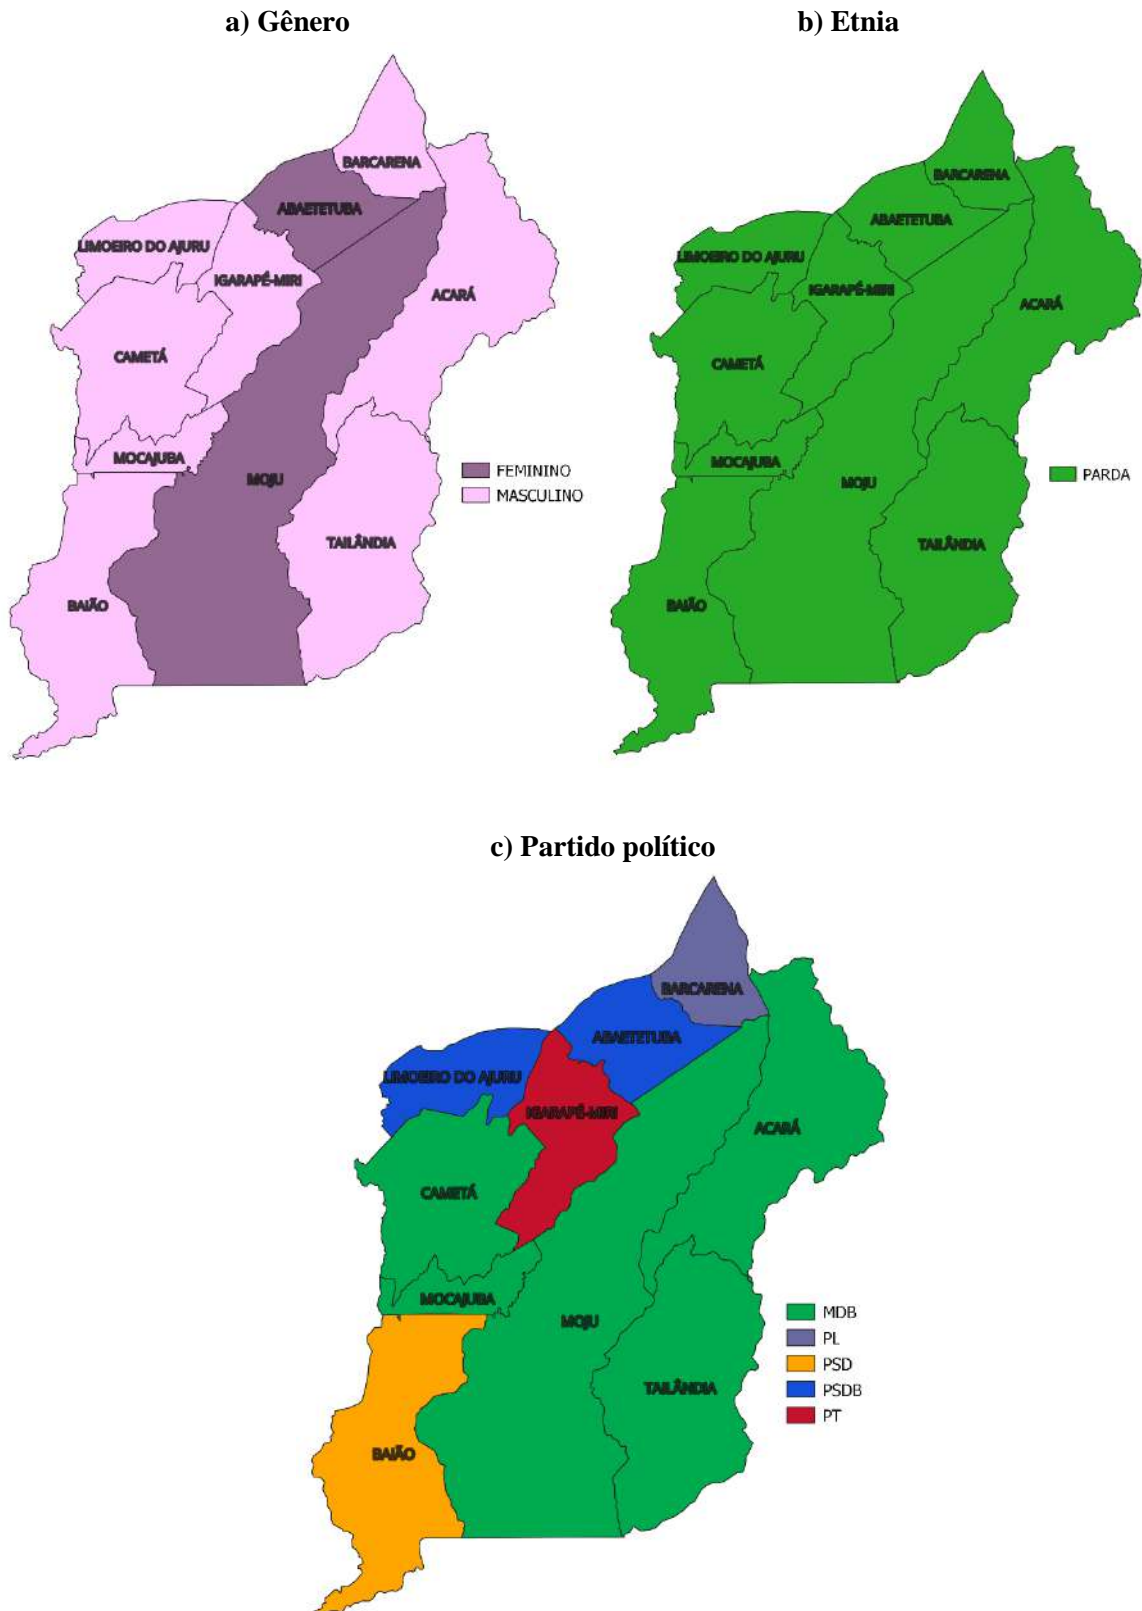 a) Gênero
BARCARENA
ABAETETUBA
LIMOEIRO DO AJURU
IGARAPÉ-MIRI
ACARÁ
CAMETÁ
MOCAJUBA
MOJU
TAILÂNDIA
BAIÃO
FEMININO
MASCULINO
b) Etnia
BARCARENA
ABAETETUBA
LIMOEIRO DO AJURU
IGARAPÉ-MIRI
ACARÁ
CAMETÁ
MOCAJUBA
MOJU
TAILÂNDIA
BAIÃO
PARDA
c) Partido político
BARCARENA
ABAETETUBA
LIMOEIRO DO AJURU
IGARAPÉ-MIRI
ACARÁ
CAMETÁ
MOCAJUBA
MOJU
TAILÂNDIA
BAIÃO
MDB
PL
PSD
PSDB
PT